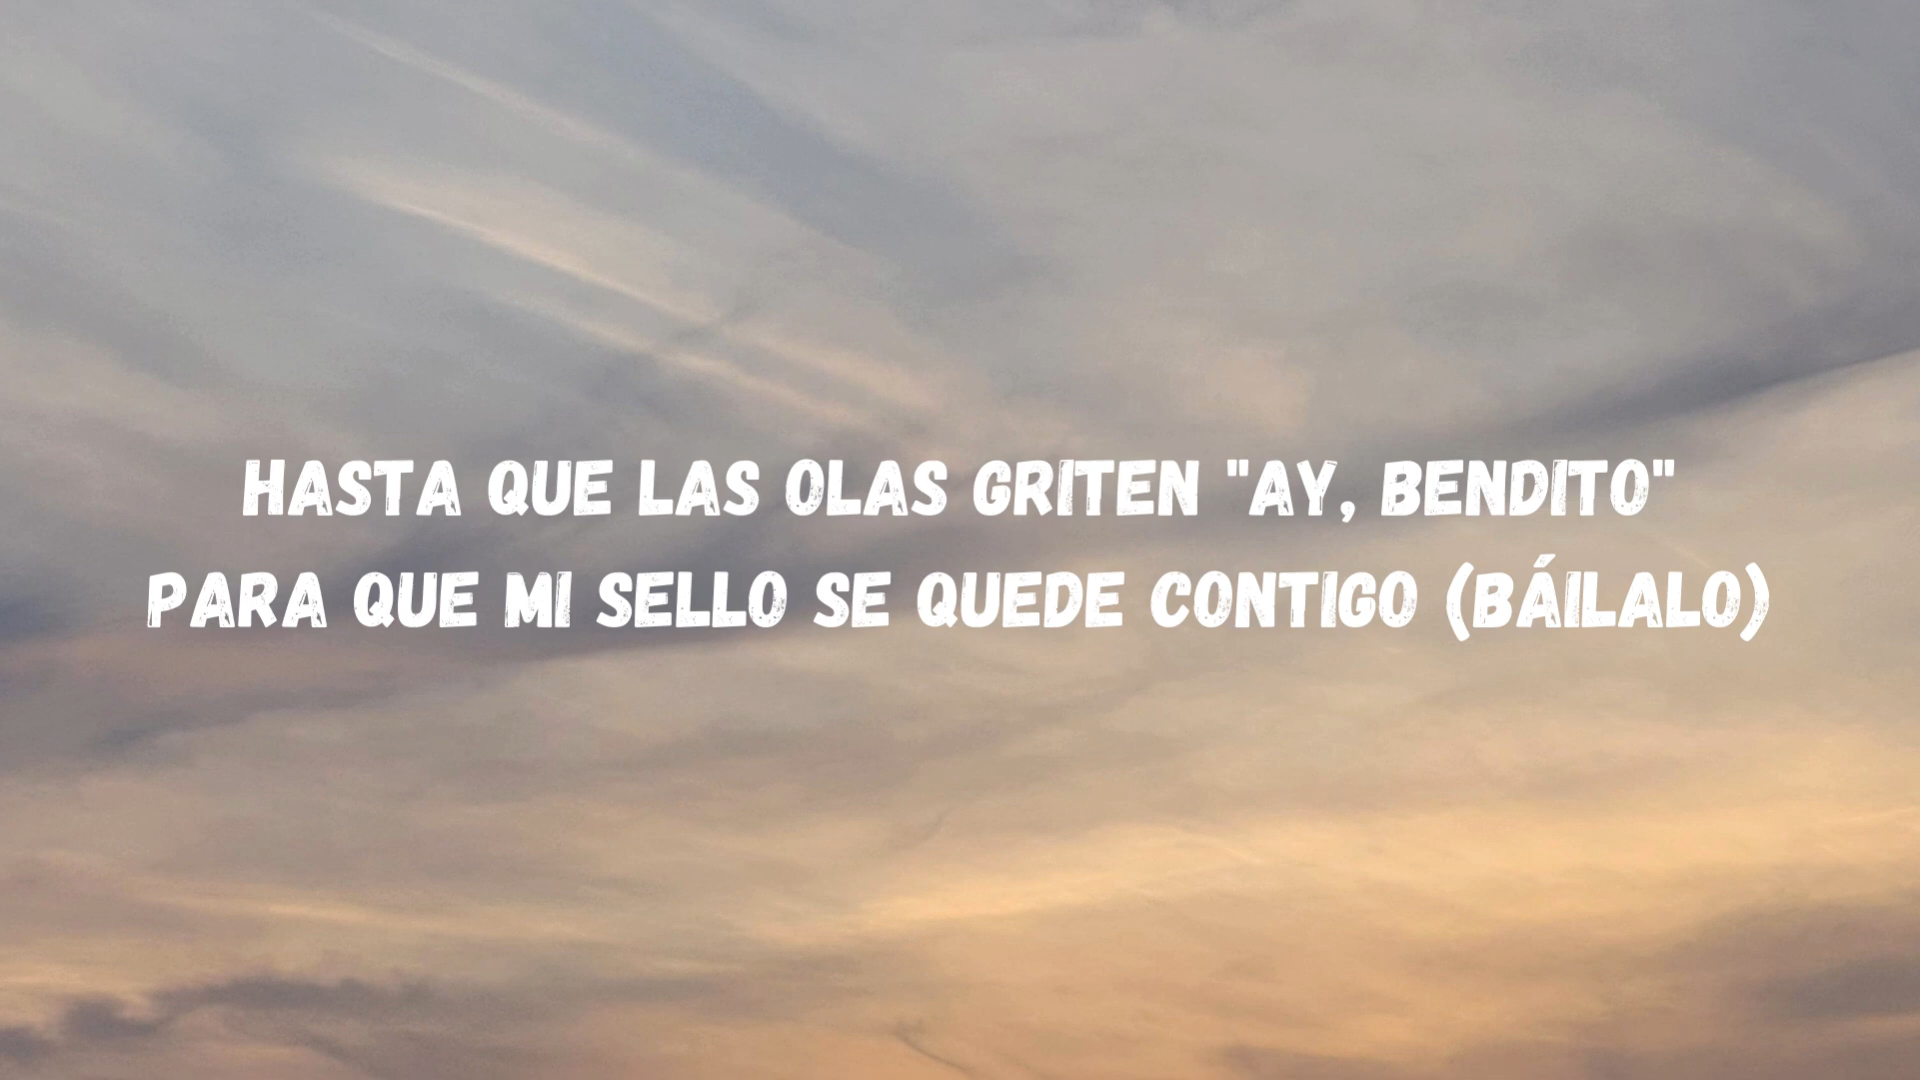 HASTA QUE LAS OLAS GRITEN "AY, BENDITO"
PARA QUE MI SELLO SE QUEDE CONTIGO (BÁILALO)